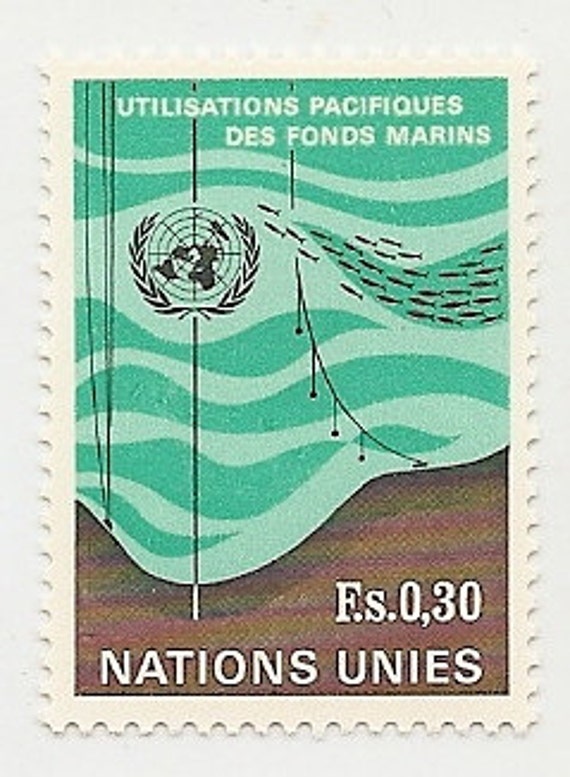 UTILISATIONS PACIFIQUES
DES FONDS MARINS
F.s.0,30
NATIONS UNIES